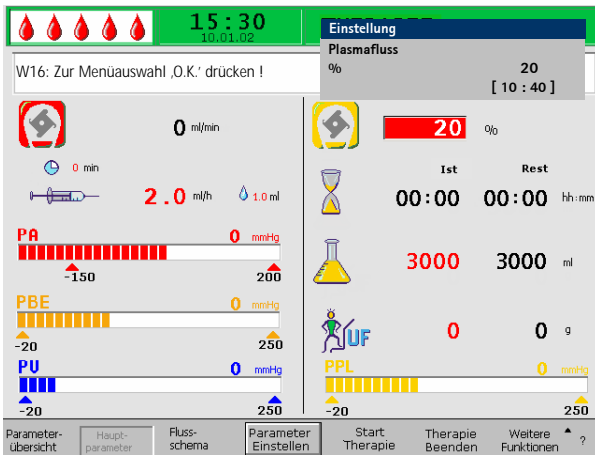 15:30
10.01.02
Einstellung
Plasmafluss
% 20
[ 10 : 40 ]
W16: Zur Menüauswahl ‚O.K.’ drücken !
0 ml/min
0 min
2.0 ml/h 1.0 ml
PA 0 mmHg
-150 200
PBE 0 mmHg
-20 250
PV 0 mmHg
-20 250
20 %
Ist Rest
00:00 00:00 hh:mm
3000 3000 ml
UF 0 0 g
PPL 0 mmHg
-20 250
Parameter-
übersicht
Haupt-
parameter
Fluss-
schema
Parameter
Einstellen
Start
Therapie
Therapie
Beenden
Weitere
Funktionen
?